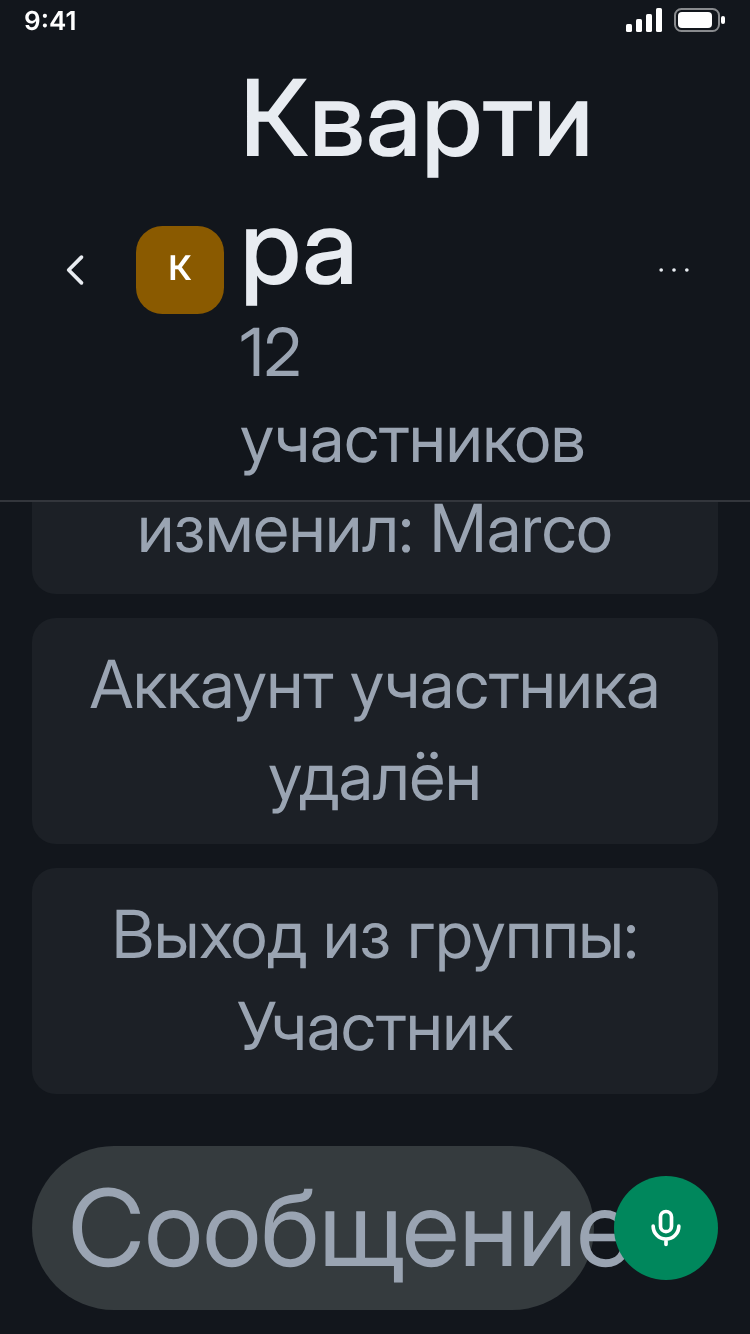 9:41
Кварти
ра
К
12
участников
изменил: Marco
Аккаунт участника
удалён
Выход из группы:
Участник
Сообщение